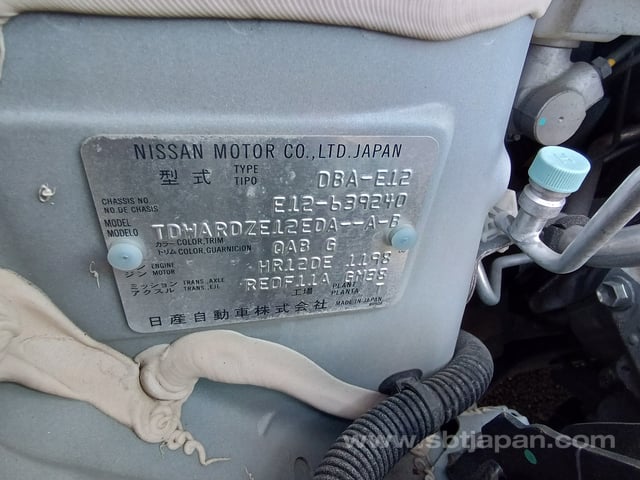 NISSAN MOTOR CO., LTD. JAPAN
型式 TYPE TIPO DBA-E12
CHASSIS NO. NO. DE CHASIS E12-639240
MODEL MODELO TDWARDZE12EDA--A-B
カラー COLOR, TRIM トリム COLOR, GUARNICION QAB G
エンジン ENGINE MOTOR HR12DE 1198
ミッション アクスル TRANS., AXLE TRANS., EJE REOF11A GM38
工場 PLANT PLANTA I
日産自動車株式会社 MADE IN JAPAN
www.sbtjapan.com